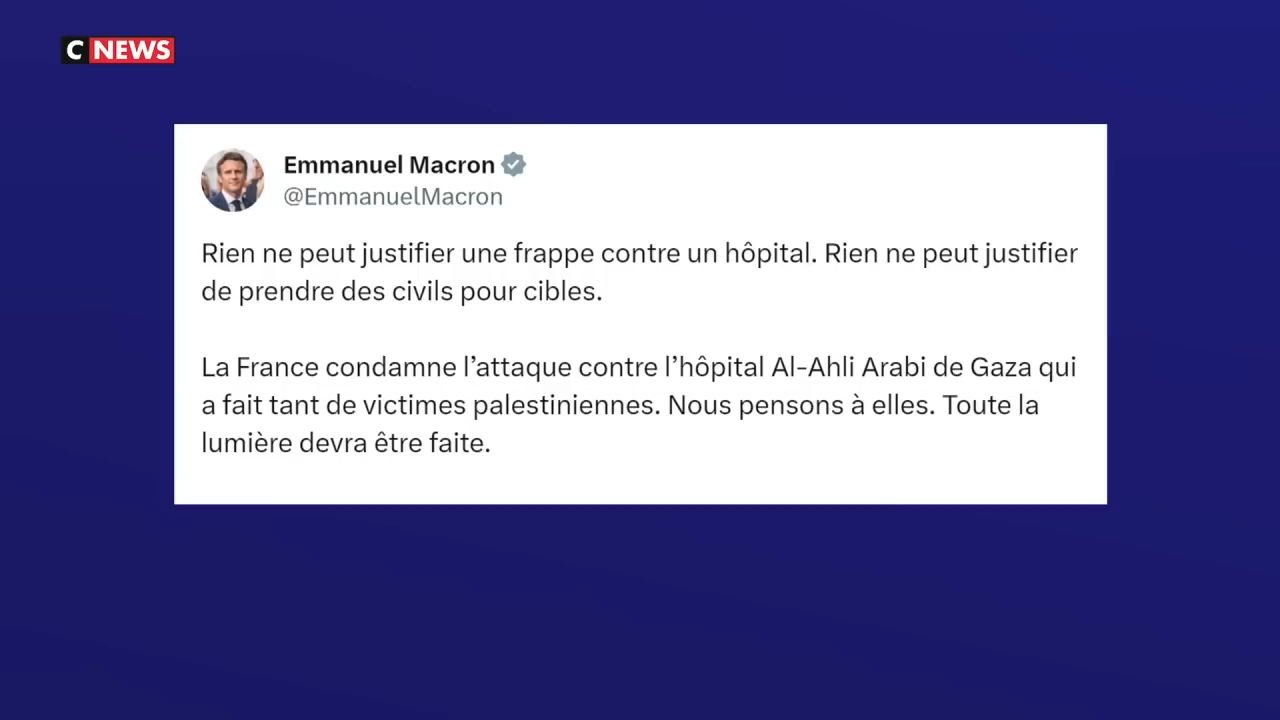 C NEWS
Emmanuel Macron
@EmmanuelMacron
Rien ne peut justifier une frappe contre un hôpital. Rien ne peut justifier
de prendre des civils pour cibles.
La France condamne l’attaque contre l’hôpital Al-Ahli Arabi de Gaza qui
a fait tant de victimes palestiniennes. Nous pensons à elles. Toute la
lumière devra être faite.